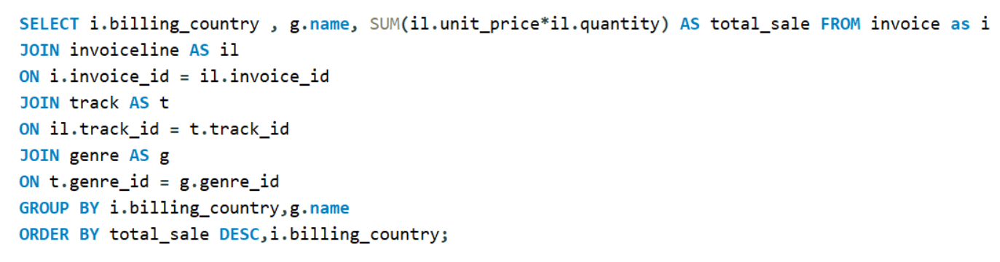 SELECT i.billing_country , g.name, SUM(il.unit_price*il.quantity) AS total_sale FROM invoice as i
JOIN invoiceline AS il
ON i.invoice_id = il.invoice_id
JOIN track AS t
ON il.track_id = t.track_id
JOIN genre AS g
ON t.genre_id = g.genre_id
GROUP BY i.billing_country,g.name
ORDER BY total_sale DESC,i.billing_country;